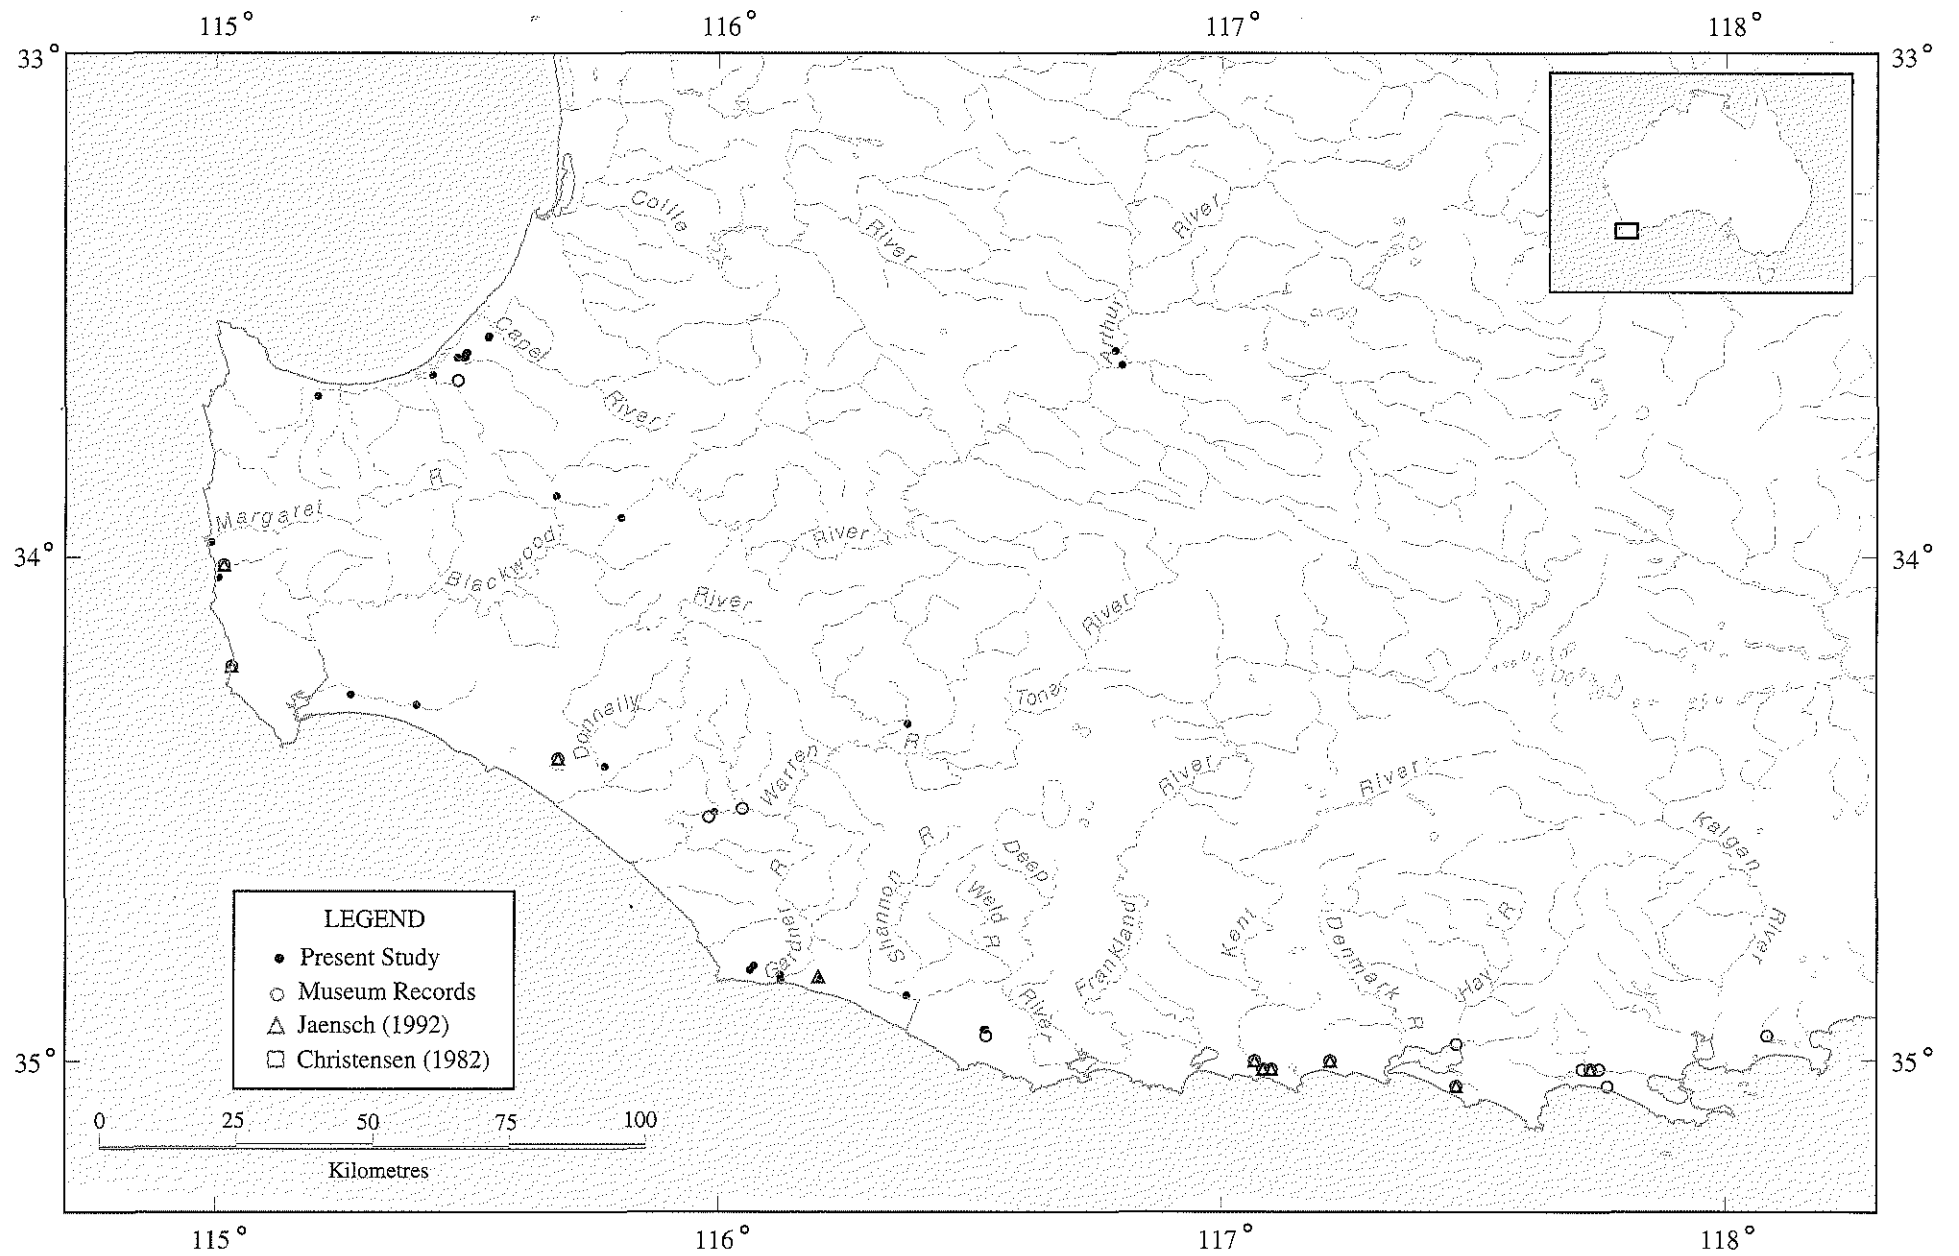 115° 116° 117° 118°
33° 33°
Collie
River
River
Arthur
Capel
River
R
Margaret
34° 34°
Blackwood
River
River
River
Tone
Donnelly
R
Warren
River
River
R
Deep
Weld
R
R
Shannon
Gardner
River
Frankland
Kent
Denmark
R
Hay
R
Kalgan
River
35° 35°
LEGEND
Present Study
Museum Records
Jaensch (1992)
Christensen (1982)
0 25 50 75 100
Kilometres
115° 116° 117° 118°